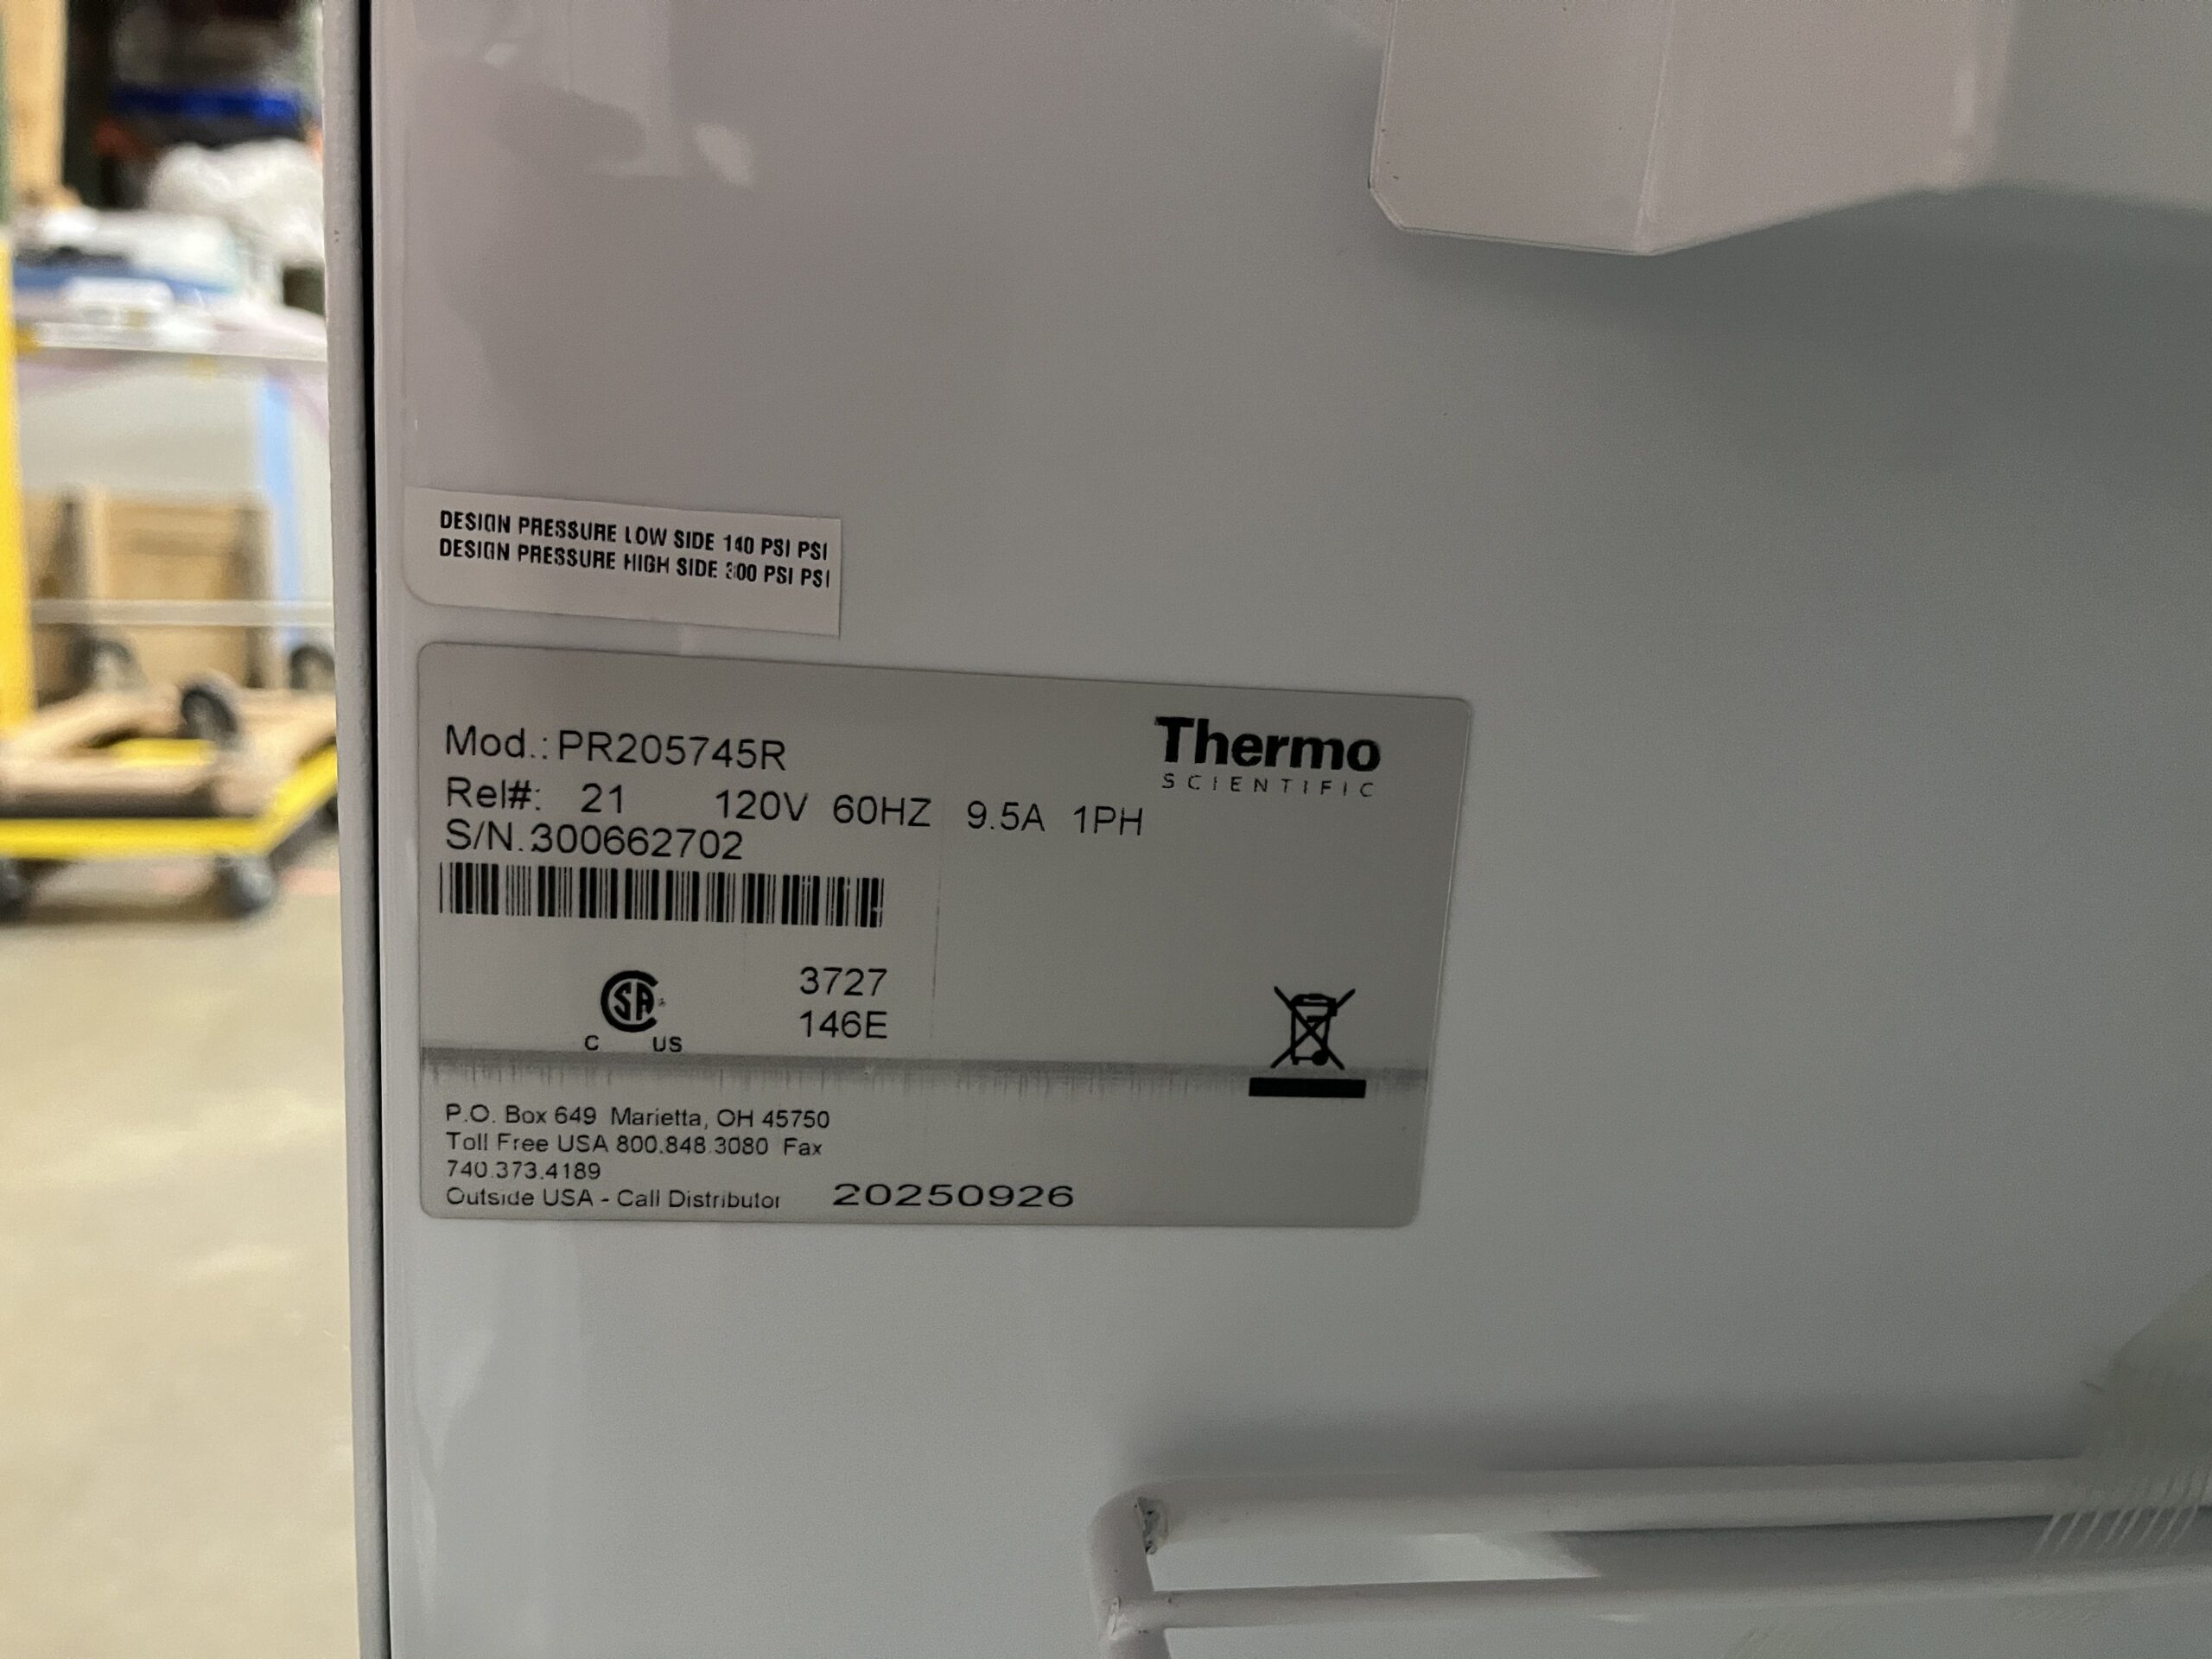 DESIGN PRESSURE LOW SIDE 140 PSI PSI
DESIGN PRESSURE HIGH SIDE 300 PSI PSI
Thermo
SCIENTIFIC
Mod.: PR205745R
Rel#: 21 120V 60HZ 9.5A 1PH
S/N.300662702
SA
C US
3727
146E
P.O. Box 649 Marietta, OH 45750
Toll Free USA 800.848.3080 Fax
740.373.4189
Outside USA - Call Distributor 20250926